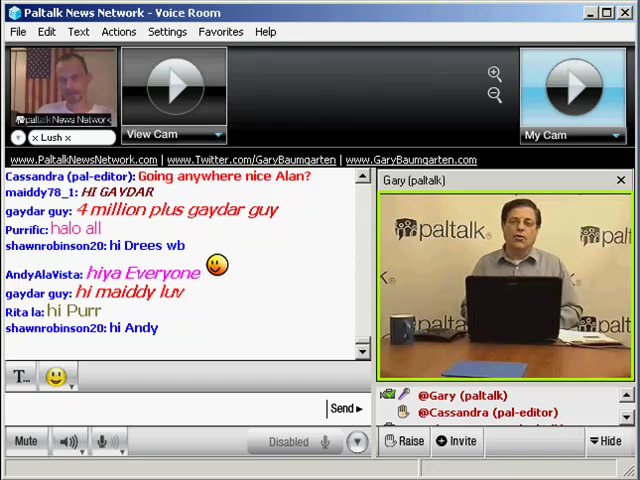 Paltalk News Network - Voice Room
File Edit Text Actions Settings Favorites Help
@paltalk News Network
x Lush x
View Cam
My Cam
www.PaltalkNewsNetwork.com | www.Twitter.com/GaryBaumgarten | www.GaryBaumgarten.com
Cassandra (pal-editor): Going anywhere nice Alan?
maiddy78_1: HI GAYDAR
gaydar guy: 4 million plus gaydar guy
Purrific: halo all
shawnrobinson20: hi Drees wb
AndyAlaVista: hiya Everyone
gaydar guy: hi maiddy luv
Rita la: hi Purr
shawnrobinson20: hi Andy
Gary (paltalk)
paltalk
paltalk
T...
Send
@Gary (paltalk)
@Cassandra (pal-editor)
Mute
Disabled
Raise
Invite
Hide